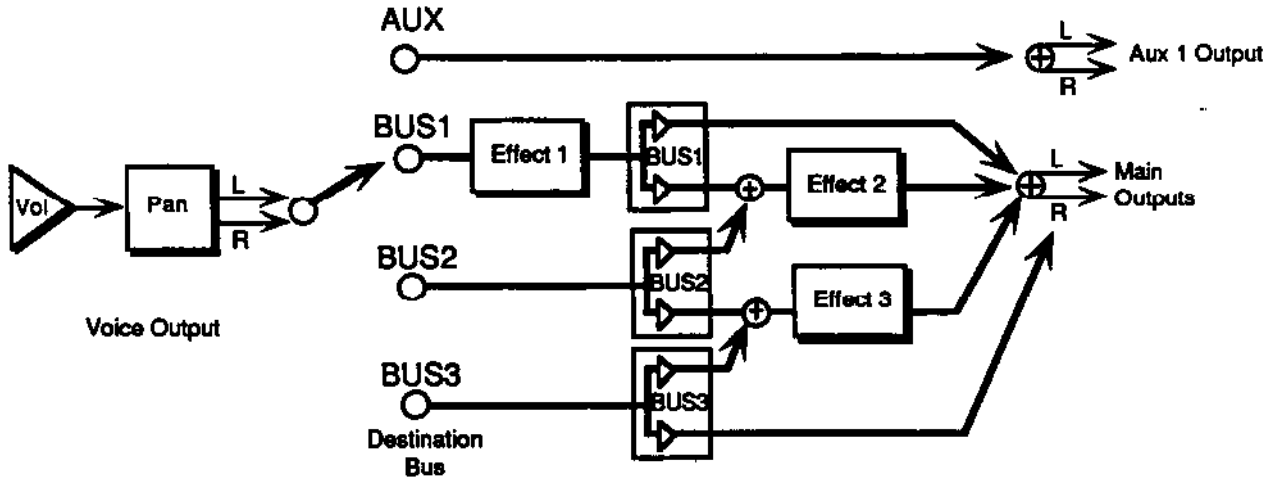 AUX
L
R
Aux 1 Output
BUS1
Effect 1
BUS1
Effect 2
L
R
Main
Outputs
Vol
Pan
L
R
BUS2
BUS2
Effect 3
Voice Output
BUS3
BUS3
Destination
Bus